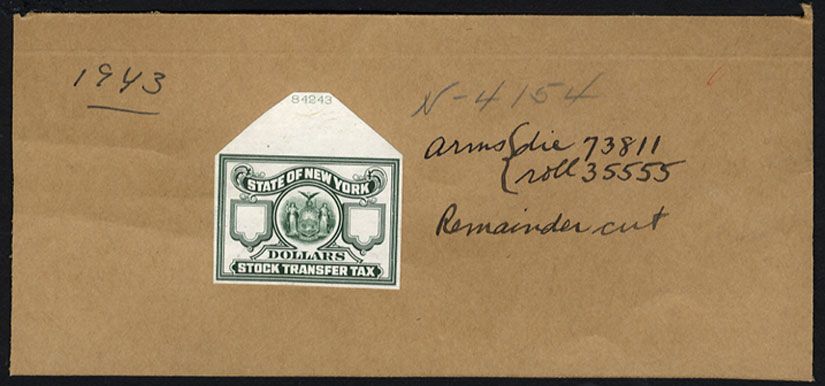 1943
84243
STATE OF NEW YORK
DOLLARS
STOCK TRANSFER TAX
N-4154
arms { die 73811
{ roll 35555
Remainder cut